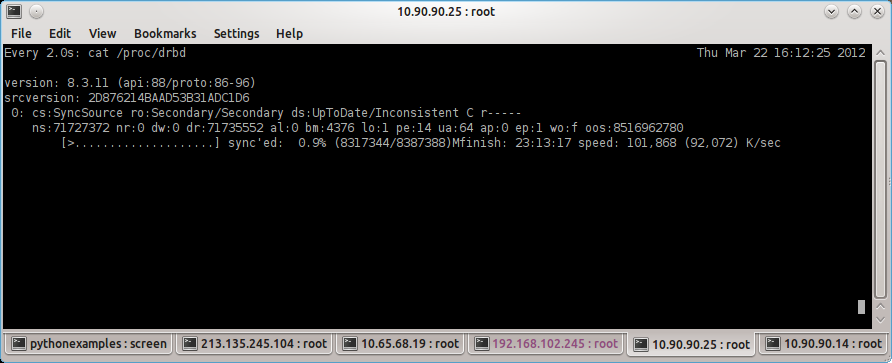 10.90.90.25 : root
File Edit View Bookmarks Settings Help
Every 2.0s: cat /proc/drbd Thu Mar 22 16:12:25 2012
version: 8.3.11 (api:88/proto:86-96)
srcversion: 2D876214BAAD53B31ADC1D6
0: cs:SyncSource ro:Secondary/Secondary ds:UpToDate/Inconsistent C r-----
ns:71727372 nr:0 dw:0 dr:71735552 al:0 bm:4376 lo:1 pe:14 ua:64 ap:0 ep:1 wo:f oos:8516962780
[>....................] sync'ed:  0.9% (8317344/8387388)Mfinish: 23:13:17 speed: 101,868 (92,072) K/sec
pythonexamples : screen 213.135.245.104 : root 10.65.68.19 : root 192.168.102.245 : root 10.90.90.25 : root 10.90.90.14 : root